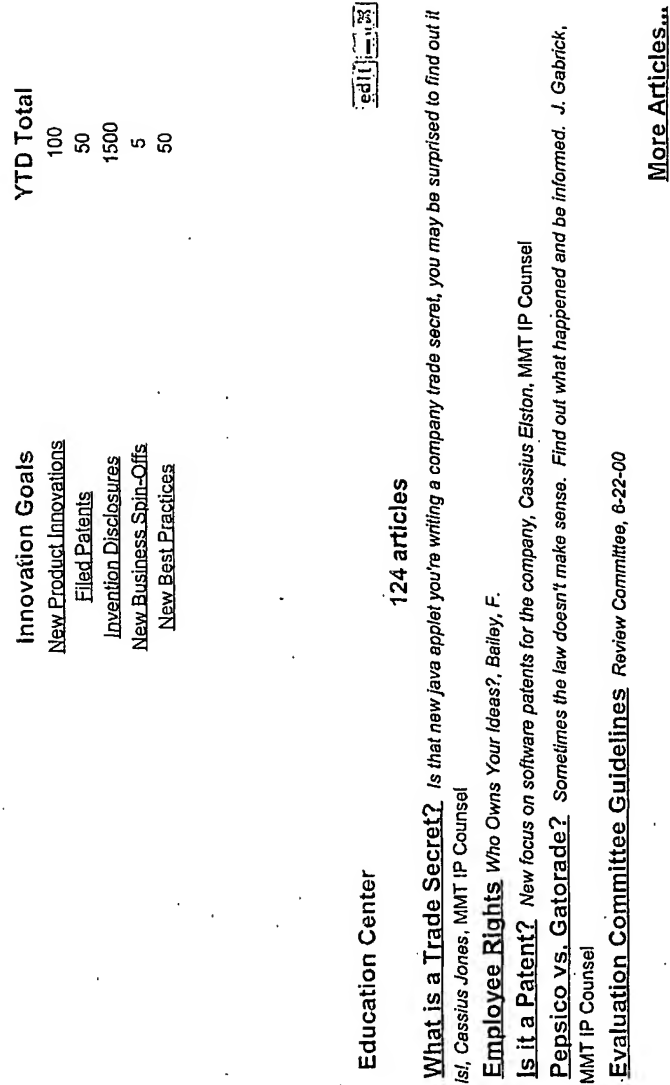 Innovation Goals YTD Total
New Product Innovations 100
Filed Patents 50
Invention Disclosures 1500
New Business Spin-Offs 5
New Best Practices 50
Education Center 124 articles edit
What is a Trade Secret? Is that new java applet you're writing a company trade secret, you may be surprised to find out it
is!, Cassius Jones, MMT IP Counsel
Employee Rights Who Owns Your Ideas?, Bailey, F.
Is it a Patent? New focus on software patents for the company, Cassius Elston, MMT IP Counsel
Pepsico vs. Gatorade? Sometimes the law doesn't make sense. Find out what happened and be informed. J. Gabrick,
MMT IP Counsel
Evaluation Committee Guidelines Review Committee, 6-22-00
More Articles...